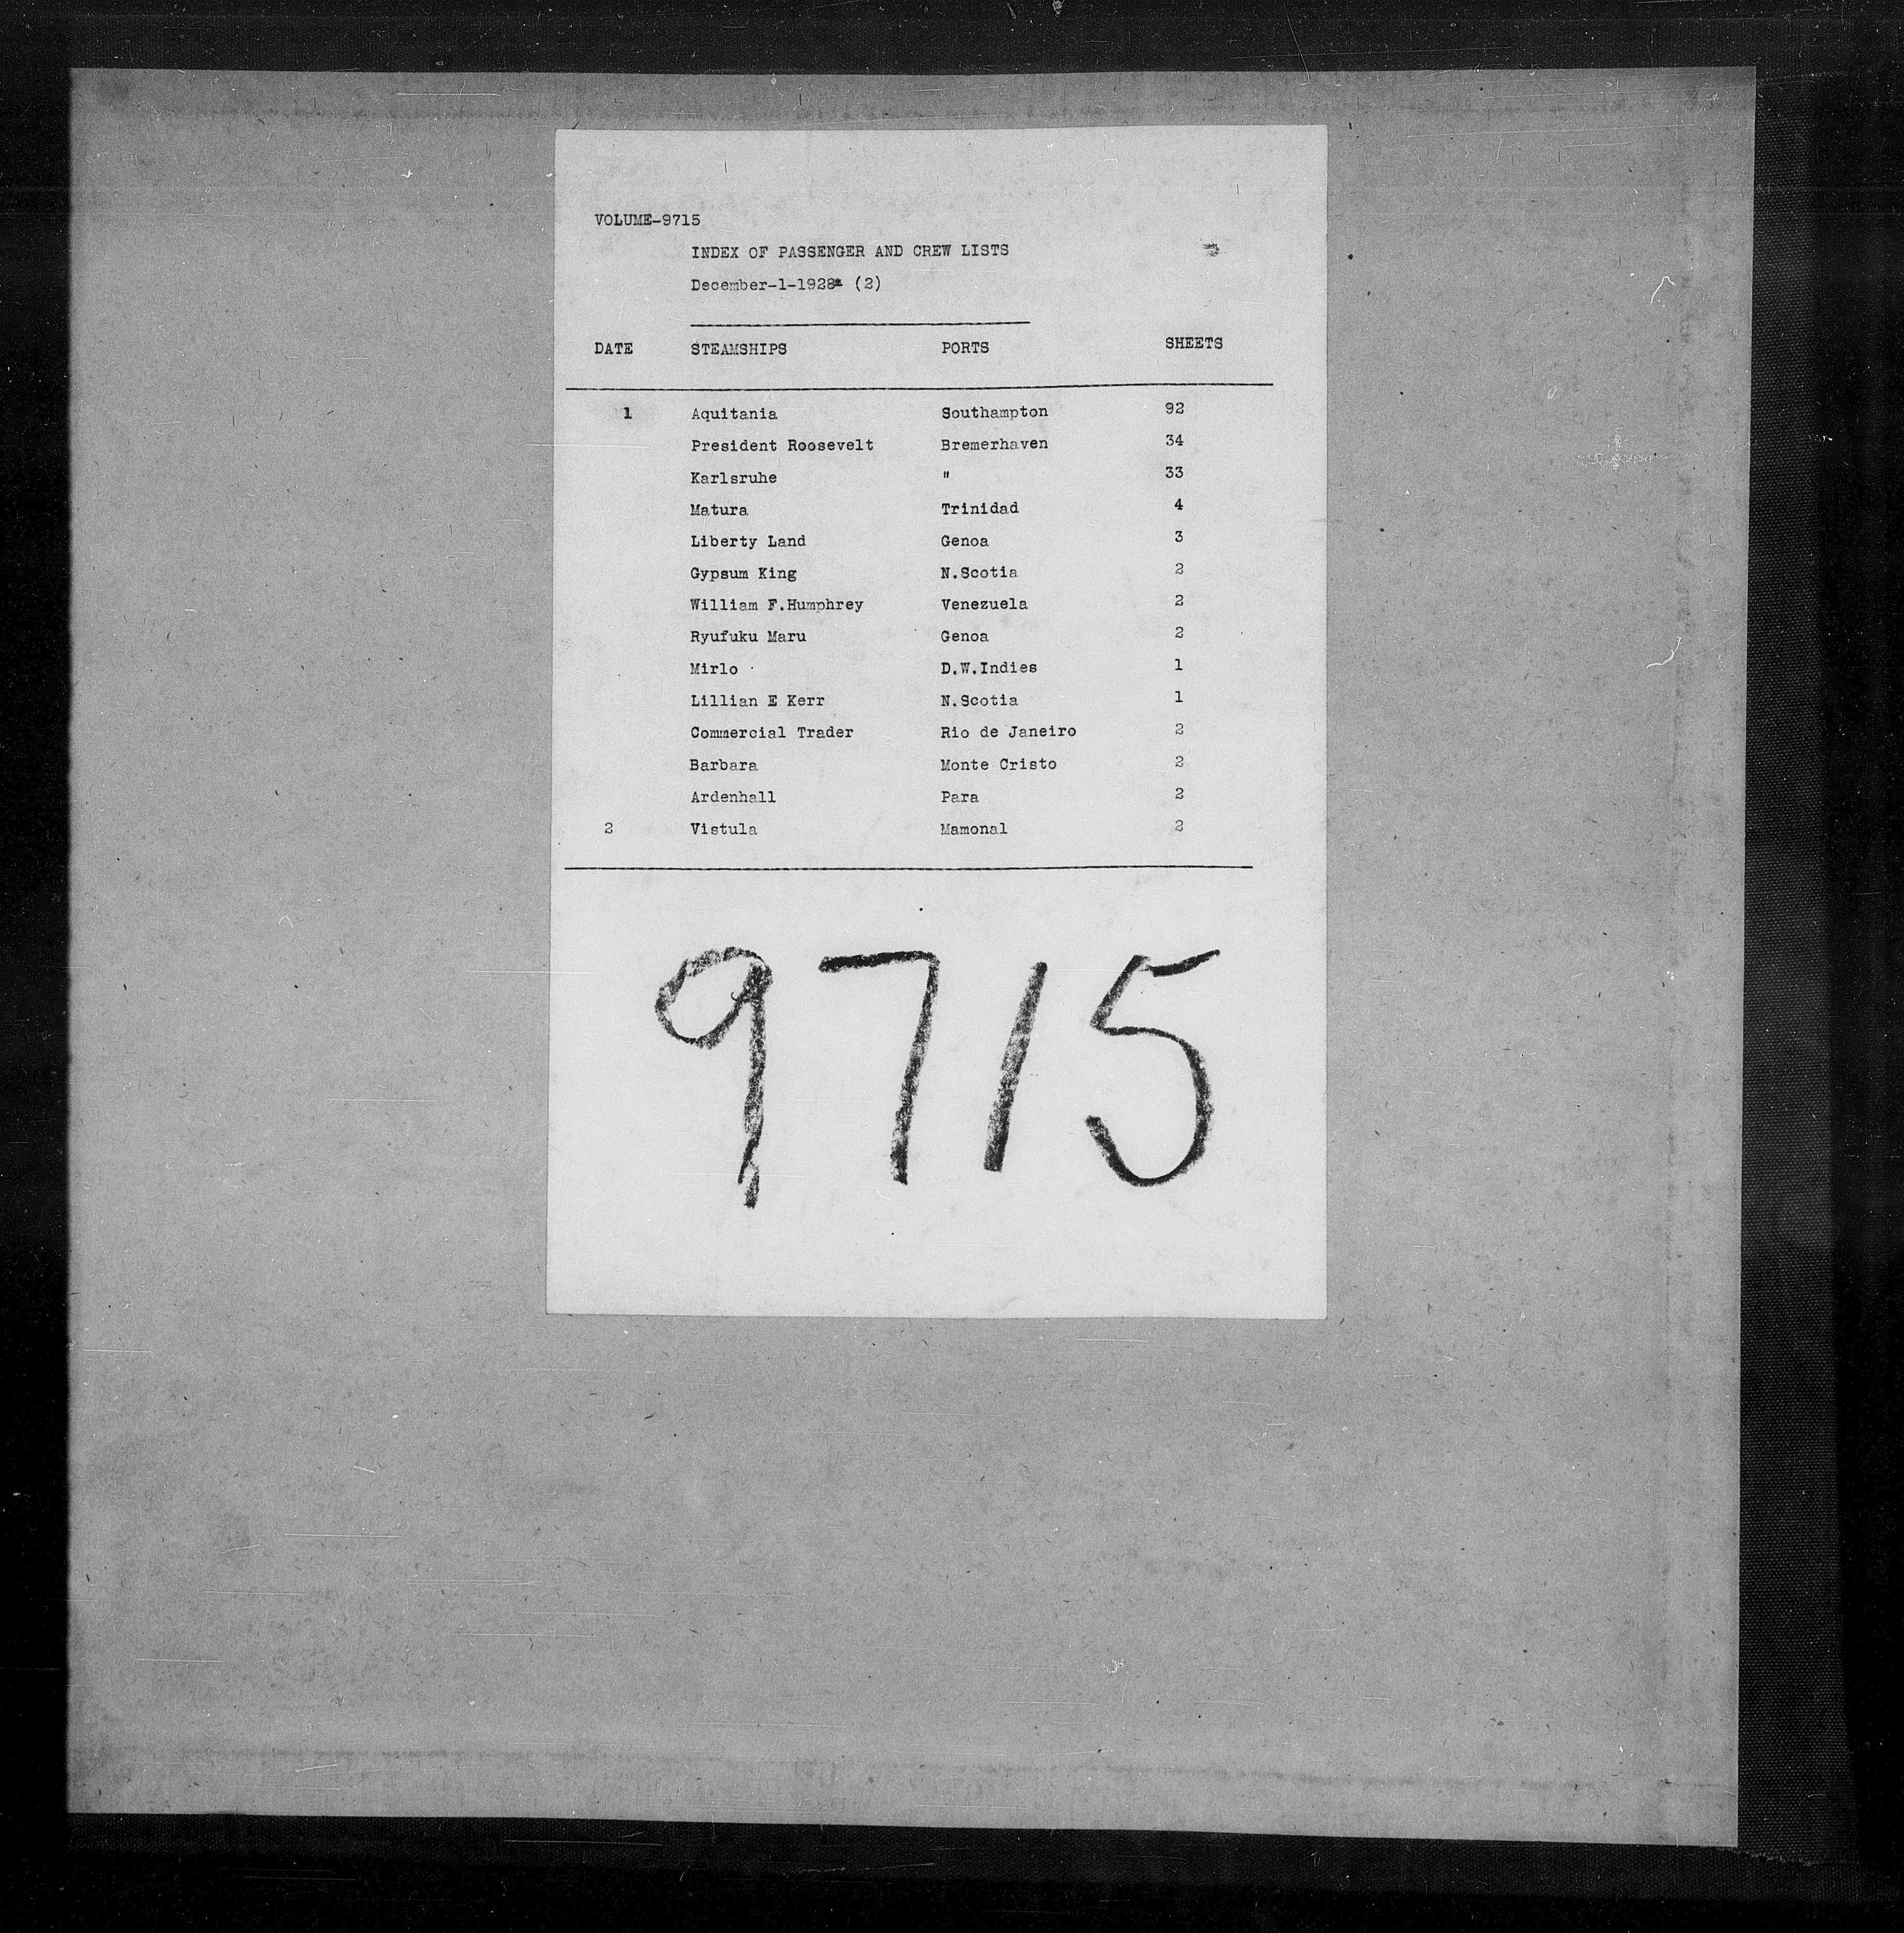 VOLUME-9715
INDEX OF PASSENGER AND CREW LISTS
December-1-1928 (2)
DATE STEAMSHIPS PORTS SHEETS
1 Aquitania Southampton 92
President Roosevelt Bremerhaven 34
Karlsruhe " 33
Matura Trinidad 4
Liberty Land Genoa 3
Gypsum King N.Scotia 2
William F.Humphrey Venezuela 2
Ryufuku Maru Genoa 2
Mirlo D.W.Indies 1
Lillian E Kerr N.Scotia 1
Commercial Trader Rio de Janeiro 2
Barbara Monte Cristo 2
Ardenhall Para 2
2 Vistula Mamonal 2
9715